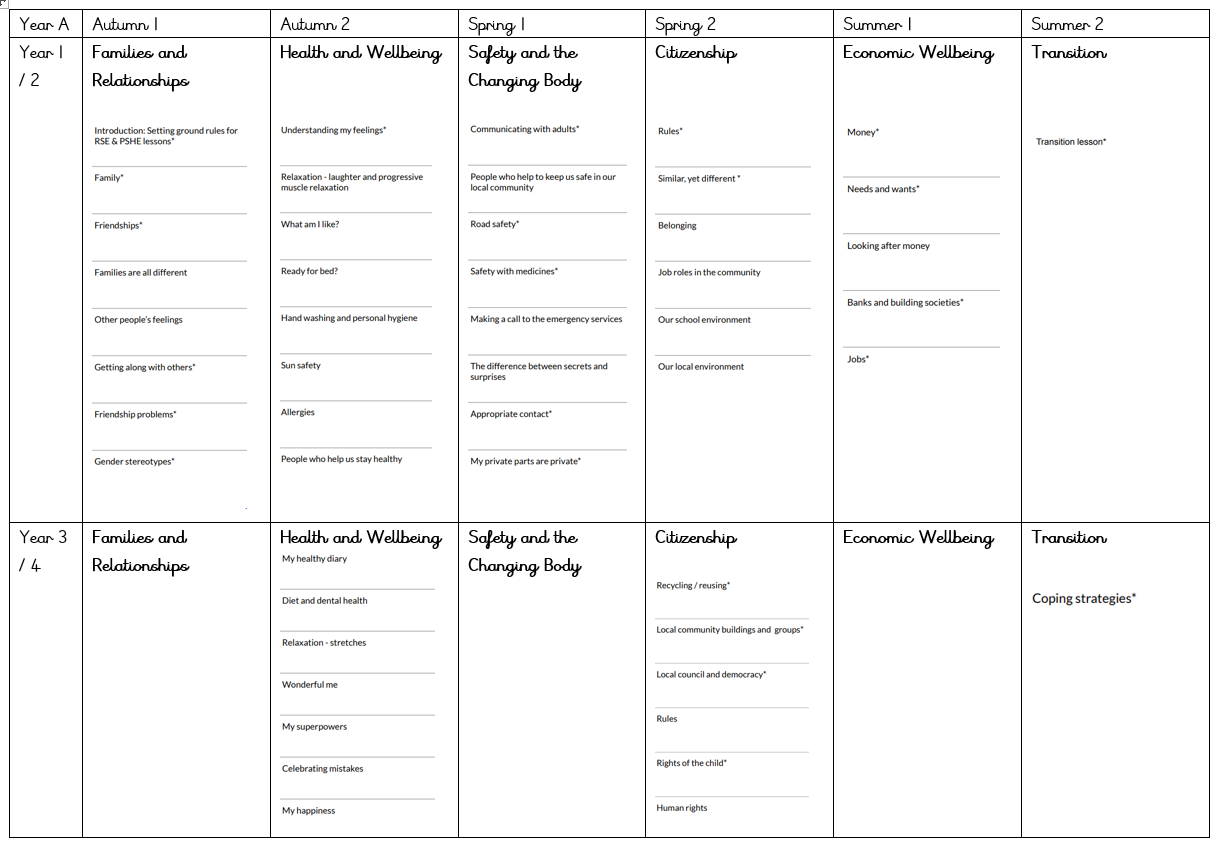 Year A
Autumn 1
Autumn 2
Spring 1
Spring 2
Summer 1
Summer 2
Year 1
/ 2
Families and
Relationships
Introduction: Setting ground rules for
RSE & PSHE lessons*
Family*
Friendships*
Families are all different
Other people's feelings
Getting along with others*
Friendship problems*
Gender stereotypes*
Health and Wellbeing
Understanding my feelings*
Relaxation - laughter and progressive
muscle relaxation
What am I like?
Ready for bed?
Hand washing and personal hygiene
Sun safety
Allergies
People who help us stay healthy
Safety and the
Changing Body
Communicating with adults*
People who help to keep us safe in our
local community
Road safety*
Safety with medicines*
Making a call to the emergency services
The difference between secrets and
surprises
Appropriate contact*
My private parts are private*
Citizenship
Rules*
Similar, yet different *
Belonging
Job roles in the community
Our school environment
Our local environment
Economic Wellbeing
Money*
Needs and wants*
Looking after money
Banks and building societies*
Jobs*
Transition
Transition lesson*
Year 3
/ 4
Families and
Relationships
Health and Wellbeing
My healthy diary
Diet and dental health
Relaxation - stretches
Wonderful me
My superpowers
Celebrating mistakes
My happiness
Safety and the
Changing Body
Citizenship
Recycling / reusing*
Local community buildings and groups*
Local council and democracy*
Rules
Rights of the child*
Human rights
Economic Wellbeing
Transition
Coping strategies*